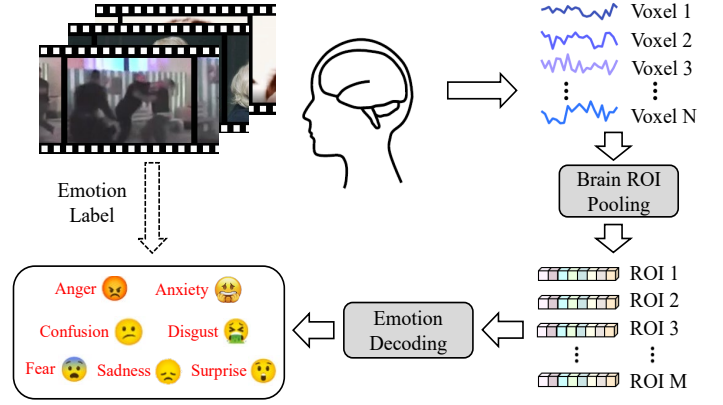 Voxel 1
Voxel 2
Voxel 3
Voxel N
Brain ROI
Pooling
ROI 1
ROI 2
ROI 3
ROI M
Emotion
Decoding
Emotion
Label
Anger
Anxiety
Confusion
Disgust
Fear
Sadness
Surprise